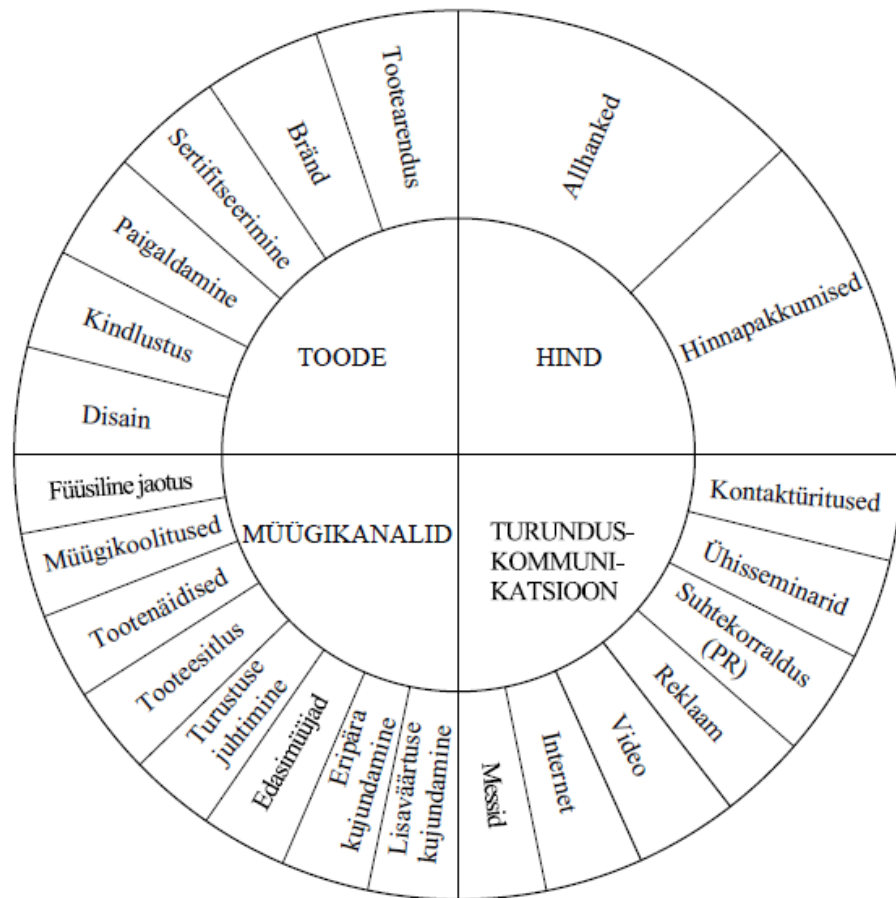 Tootearendus
Bränd
Sertifitseerimine
Paigaldamine
Kindlustus
Disain
TOODE
Allhanked
Hinnapakkumised
HIND
Füüsiline jaotus
Müügikoolitused
Tootenäidised
Tooteesitlus
Turustuse
juhtimine
Edasimüüjad
Eripära
kujundamine
Lisaväärtuse
kujundamine
MÜÜGIKANALID
TURUNDUS-
KOMMUNI-
KATSIOON
Kontaktüritused
Ühisseminarid
Suhtekorraldus
(PR)
Reklaam
Video
Internet
Messid